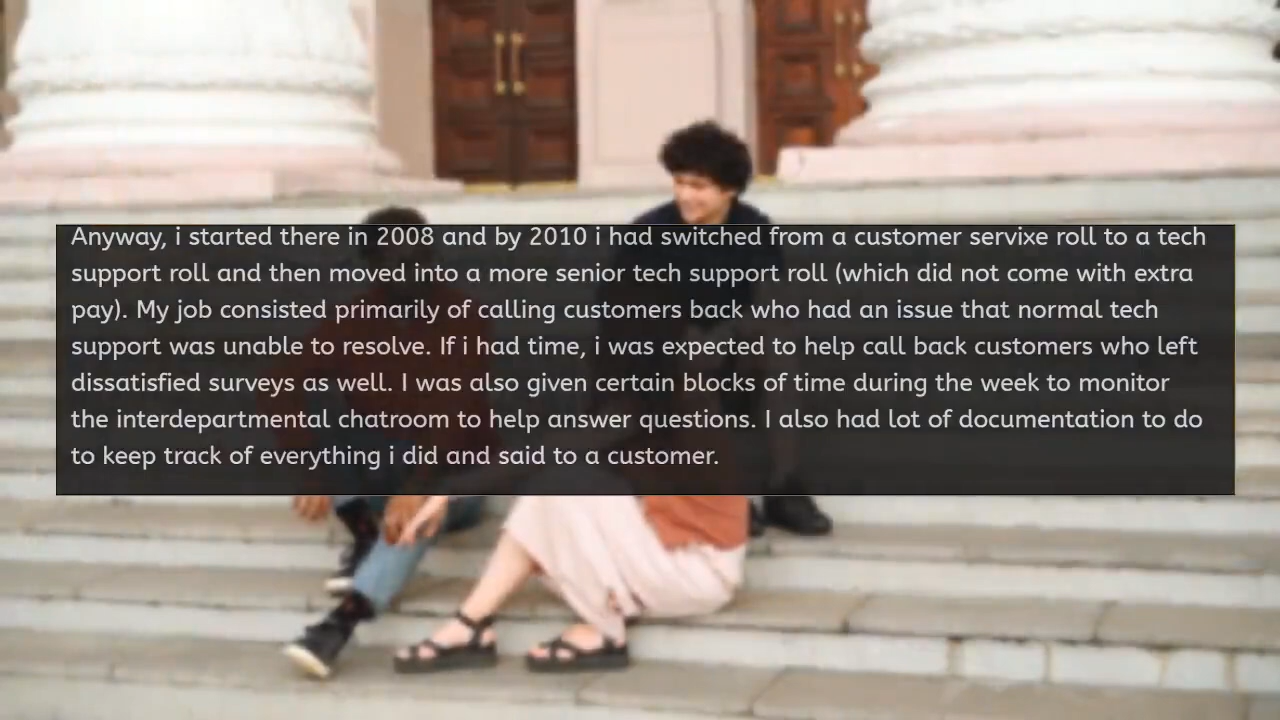 Anyway, i started there in 2008 and by 2010 i had switched from a customer servixe roll to a tech
support roll and then moved into a more senior tech support roll (which did not come with extra
pay). My job consisted primarily of calling customers back who had an issue that normal tech
support was unable to resolve. If i had time, i was expected to help call back customers who left
dissatisfied surveys as well. I was also given certain blocks of time during the week to monitor
the interdepartmental chatroom to help answer questions. I also had lot of documentation to do
to keep track of everything i did and said to a customer.